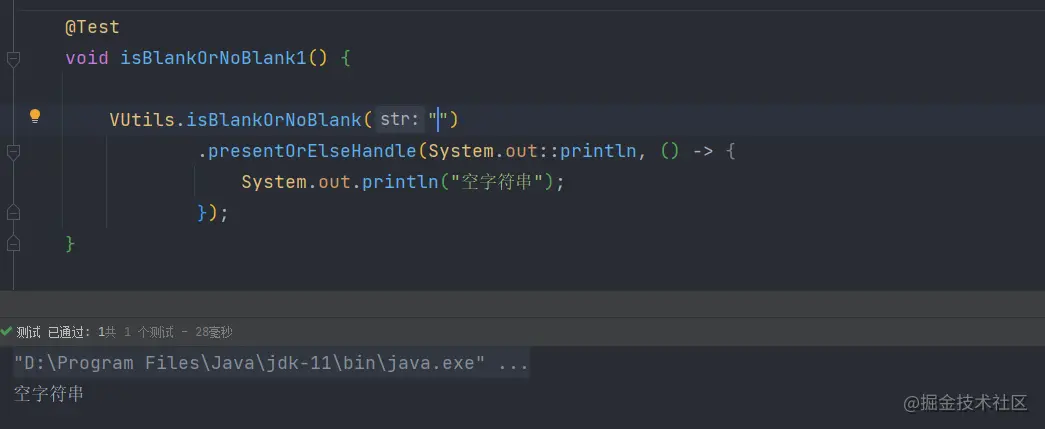 @Test
void isBlankOrNoBlank1() {
VUtils.isBlankOrNoBlank( str: "")
.presentOrElseHandle(System.out::println, () -> {
System.out.println("空字符串");
});
}
测试 已通过: 1共 1 个测试 – 28毫秒
"D:\Program Files\Java\jdk-11\bin\java.exe" ...
空字符串
@掘金技术社区